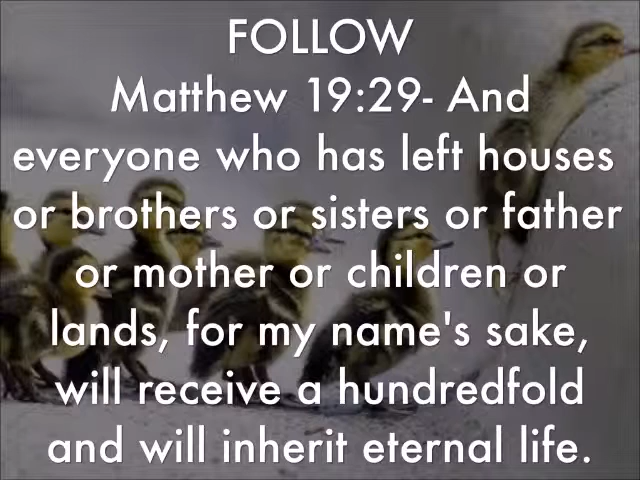 FOLLOW
Matthew 19:29- And
everyone who has left houses
or brothers or sisters or father
or mother or children or
lands, for my name's sake,
will receive a hundredfold
and will inherit eternal life.